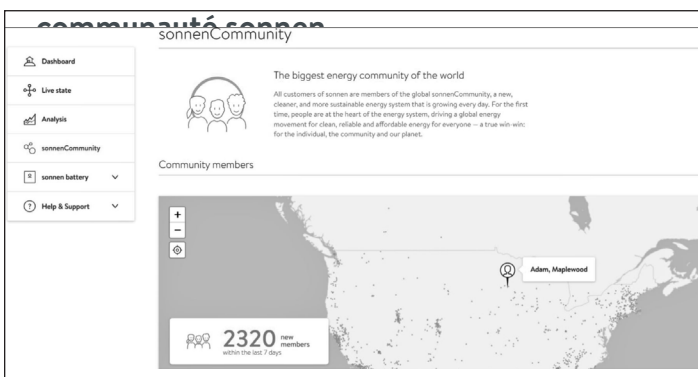 communauté sonnen
sonnenCommunity
Dashboard
Live state
Analysis
sonnenCommunity
sonnen battery
Help & Support
The biggest energy community of the world
All customers of sonnen are members of the global sonnenCommunity, a new,
cleaner, and more sustainable energy system that is growing every day. For the first
time, people are at the heart of the energy system, driving a global energy
movement for clean, reliable and affordable energy for everyone – a true win-win:
for the individual, the community and our planet.
Community members
+
−
Adam, Maplewood
2320 new
members
within the last 7 days